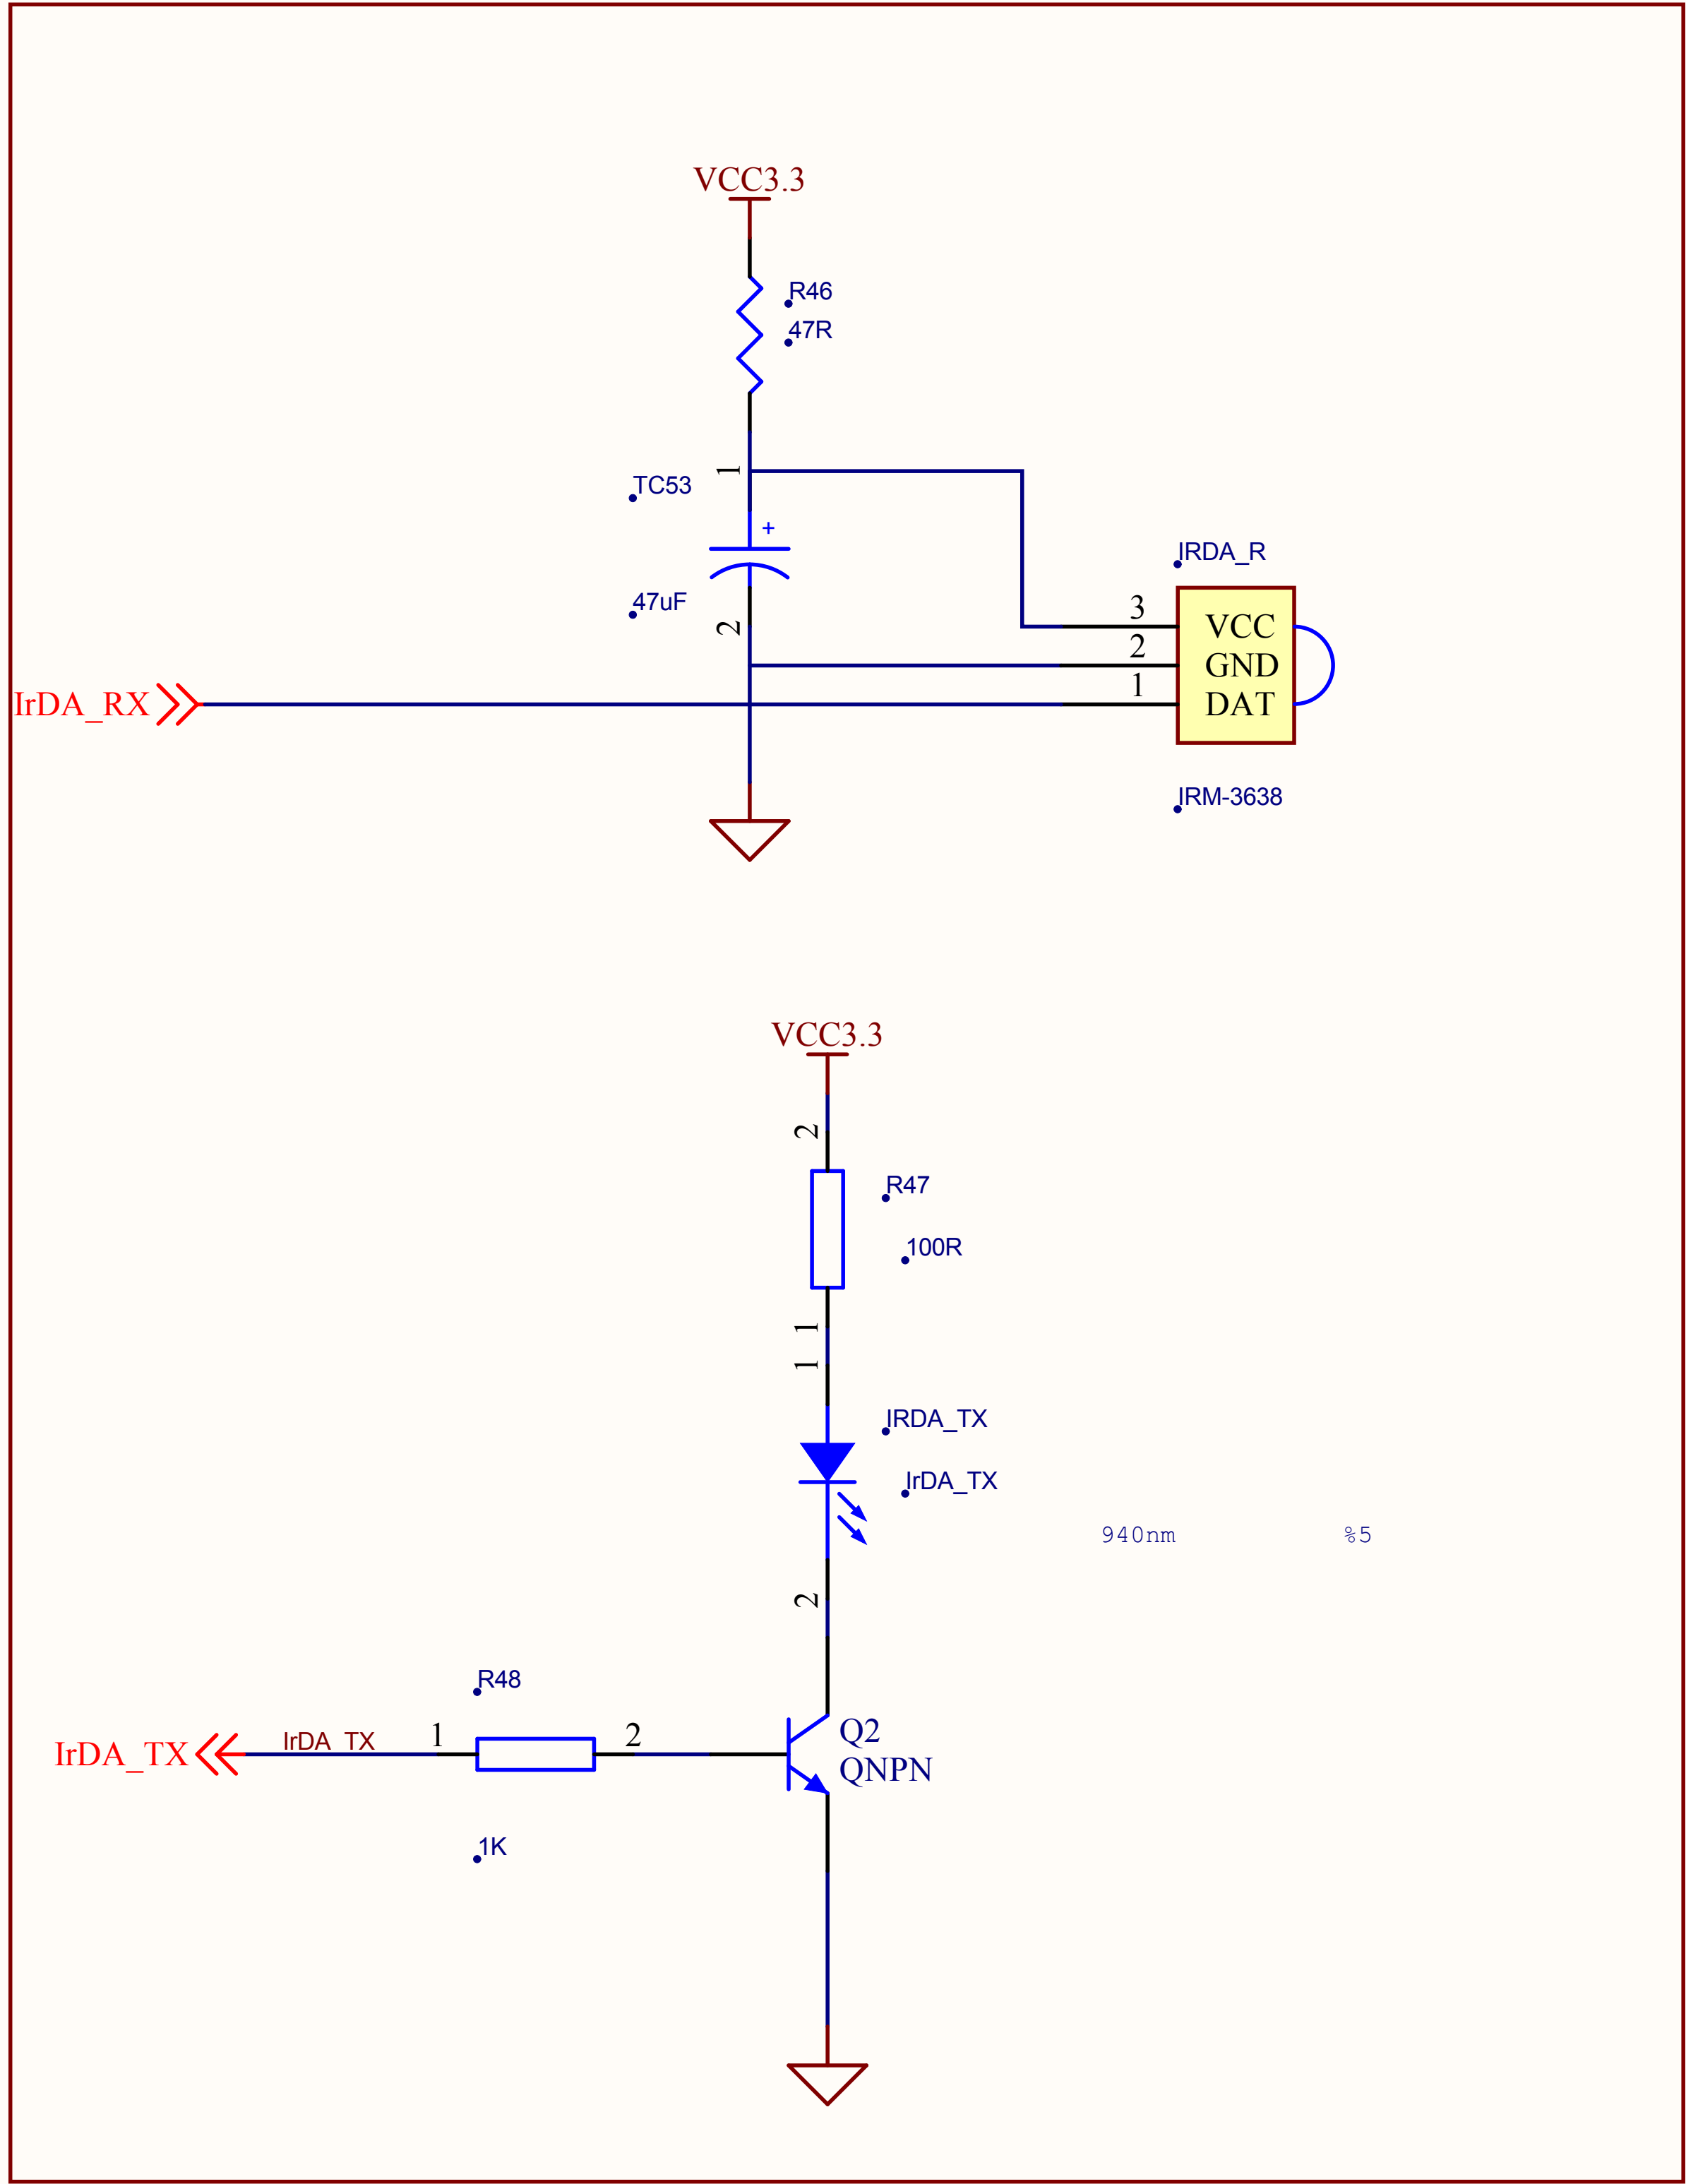 VCC3.3
R46
47R
1
TC53
+
47uF
2
IRDA_R
3 VCC
2 GND
1 DAT
IrDA_RX
IRM-3638
VCC3.3
2
R47
100R
1
1
IRDA_TX
IrDA_TX
940nm %5
2
R48
IrDA_TX IrDA_TX 1 2
1K
Q2
QNPN